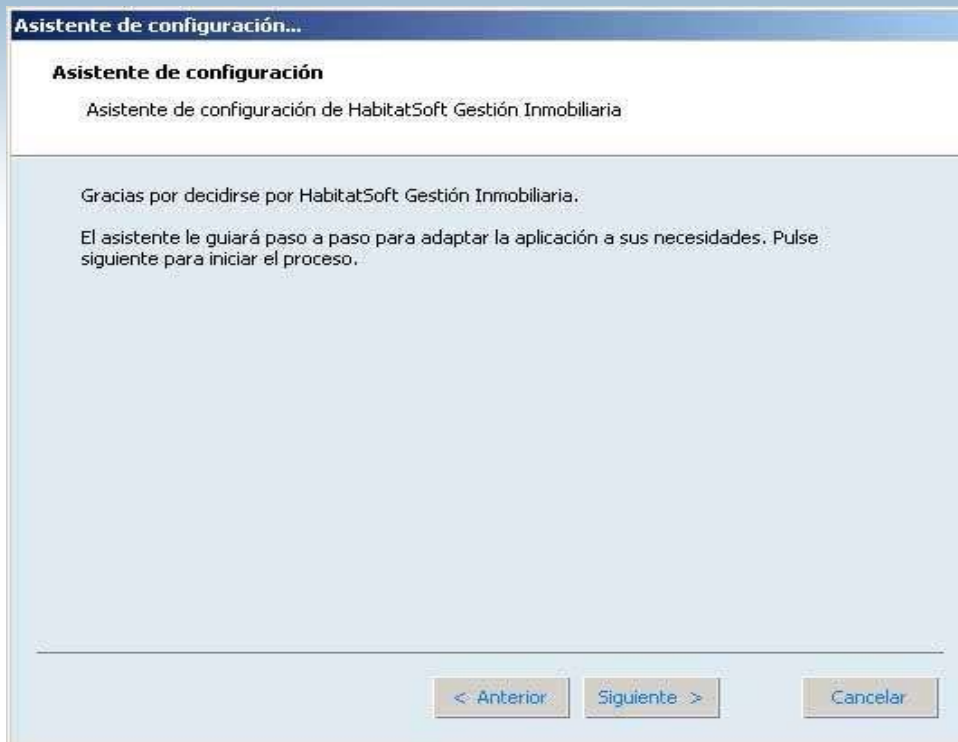 Asistente de configuración...
Asistente de configuración
Asistente de configuración de HabitatSoft Gestión Inmobiliaria
Gracias por decidirse por HabitatSoft Gestión Inmobiliaria.
El asistente le guiará paso a paso para adaptar la aplicación a sus necesidades. Pulse
siguiente para iniciar el proceso.
< Anterior
Siguiente >
Cancelar